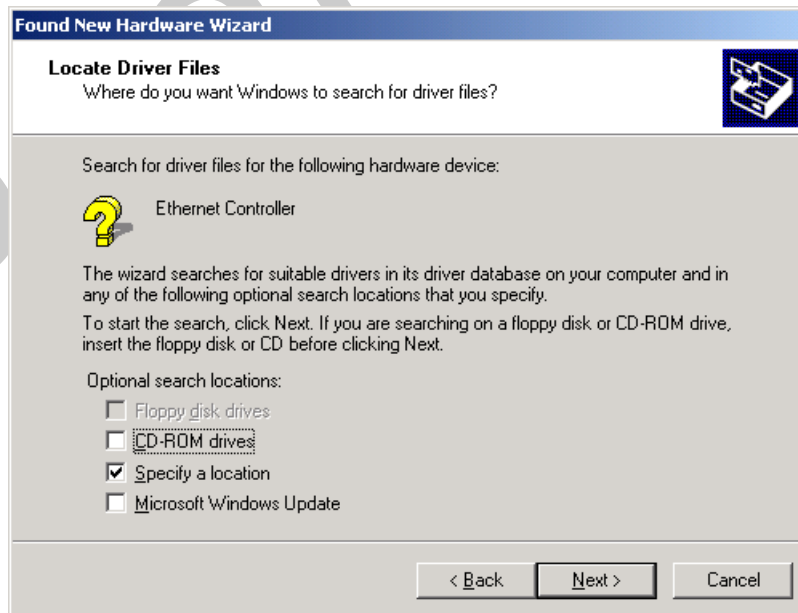 Found New Hardware Wizard
Locate Driver Files
Where do you want Windows to search for driver files?
Search for driver files for the following hardware device:
Ethernet Controller
The wizard searches for suitable drivers in its driver database on your computer and in
any of the following optional search locations that you specify.
To start the search, click Next. If you are searching on a floppy disk or CD-ROM drive,
insert the floppy disk or CD before clicking Next.
Optional search locations:
Floppy disk drives
CD-ROM drives
Specify a location
Microsoft Windows Update
< Back Next > Cancel